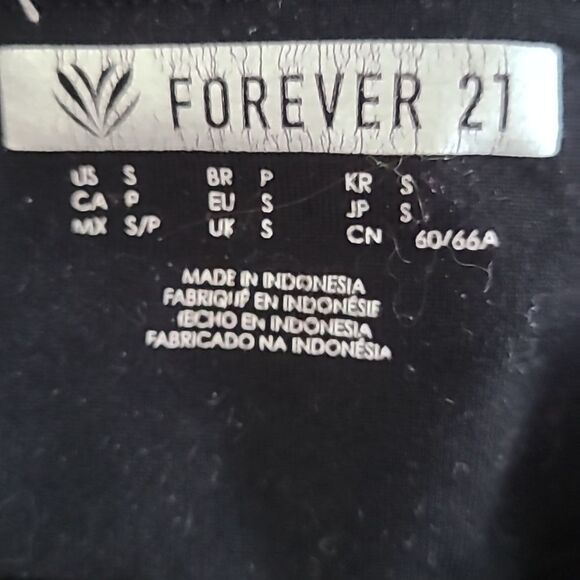 FOREVER 21
US S BR P KR S
CA P EU S JP S
MX S/P UK S CN 60/66A
MADE IN INDONESIA
FABRIQUÉ EN INDONÉSIE
HECHO EN INDONESIA
FABRICADO NA INDONÉSIA